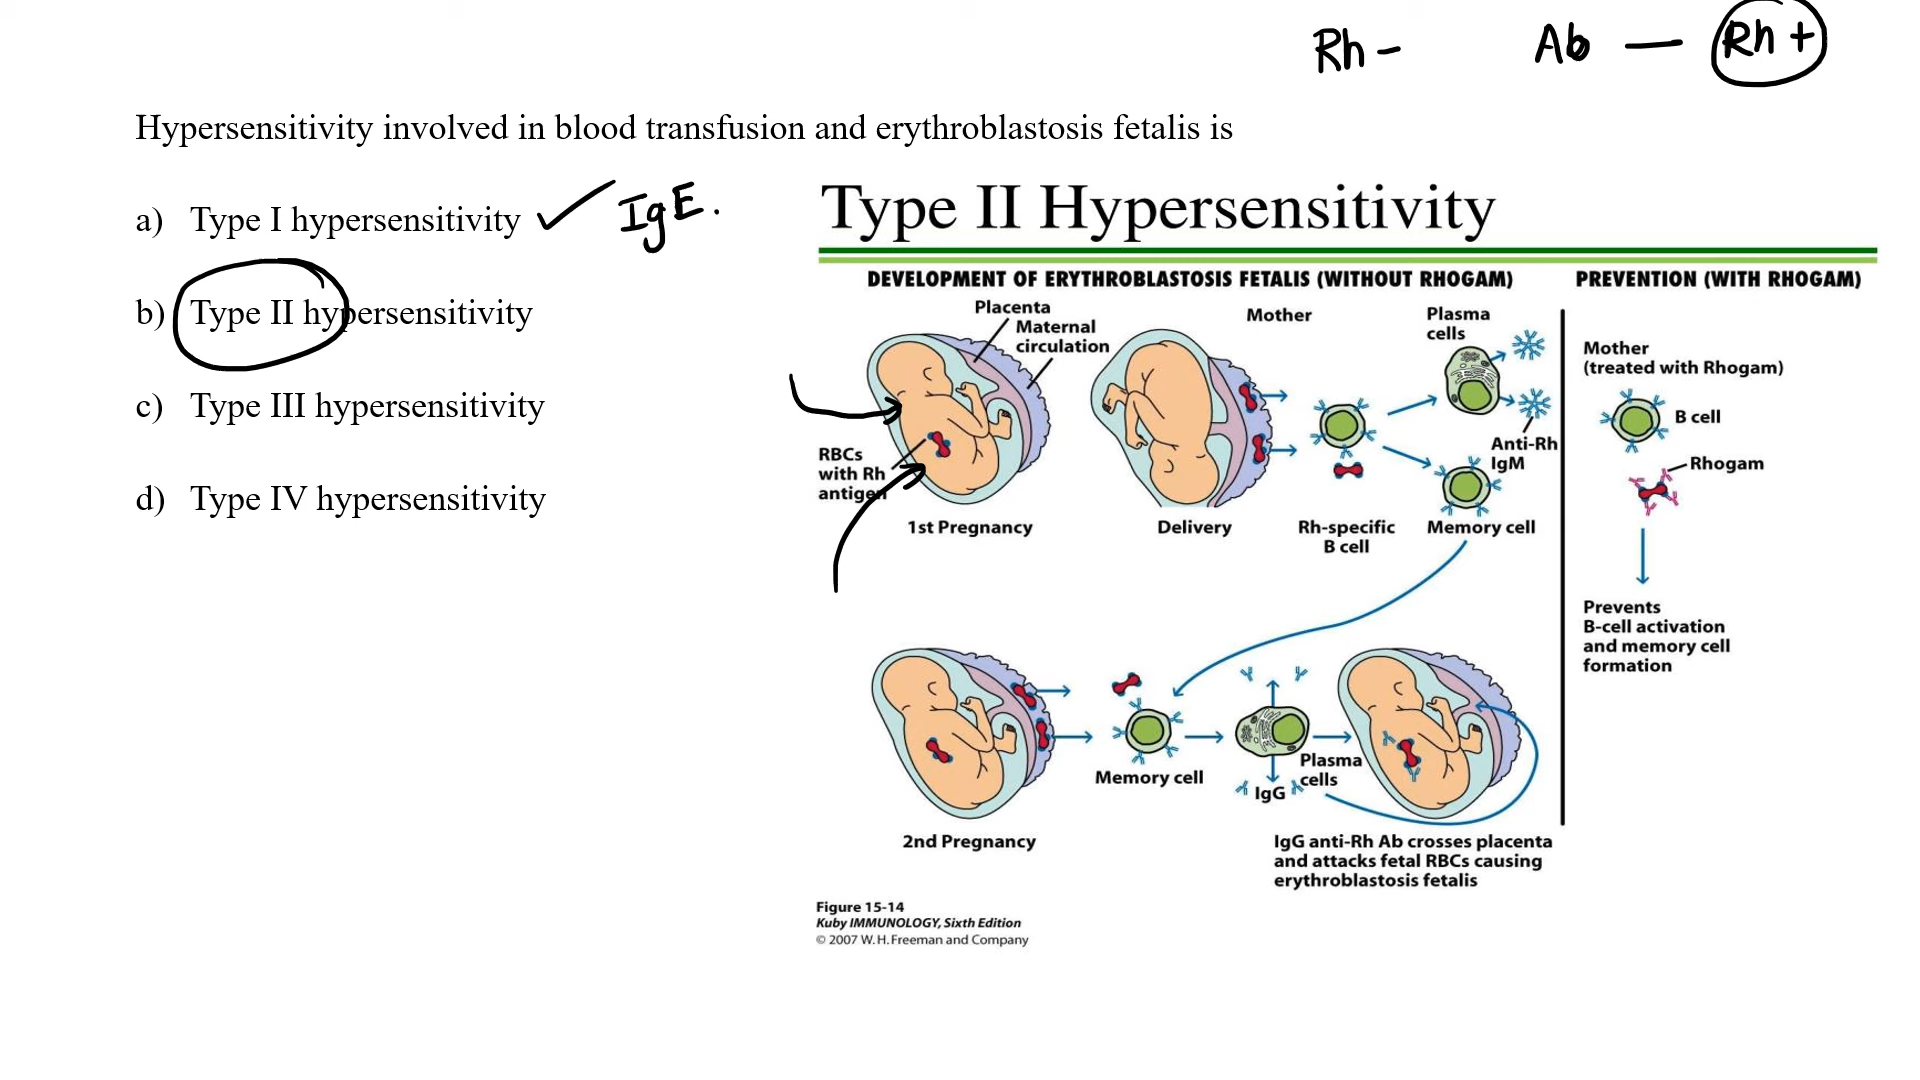 Rh - Ab — Rh +
Hypersensitivity involved in blood transfusion and erythroblastosis fetalis is
a) Type I hypersensitivity ✓ IgE.
b) Type II hypersensitivity
c) Type III hypersensitivity
d) Type IV hypersensitivity
Type II Hypersensitivity
DEVELOPMENT OF ERYTHROBLASTOSIS FETALIS (WITHOUT RHOGAM)
Placenta
Maternal
circulation
RBCs
with Rh
antigen
1st Pregnancy
Delivery
Mother
Rh-specific
B cell
Plasma
cells
Anti-Rh
IgM
Memory cell
2nd Pregnancy
Memory cell
Plasma
cells
IgG
IgG anti-Rh Ab crosses placenta
and attacks fetal RBCs causing
erythroblastosis fetalis
PREVENTION (WITH RHOGAM)
Mother
(treated with Rhogam)
B cell
Rhogam
Prevents
B-cell activation
and memory cell
formation
Figure 15-14
Kuby IMMUNOLOGY, Sixth Edition
© 2007 W. H. Freeman and Company